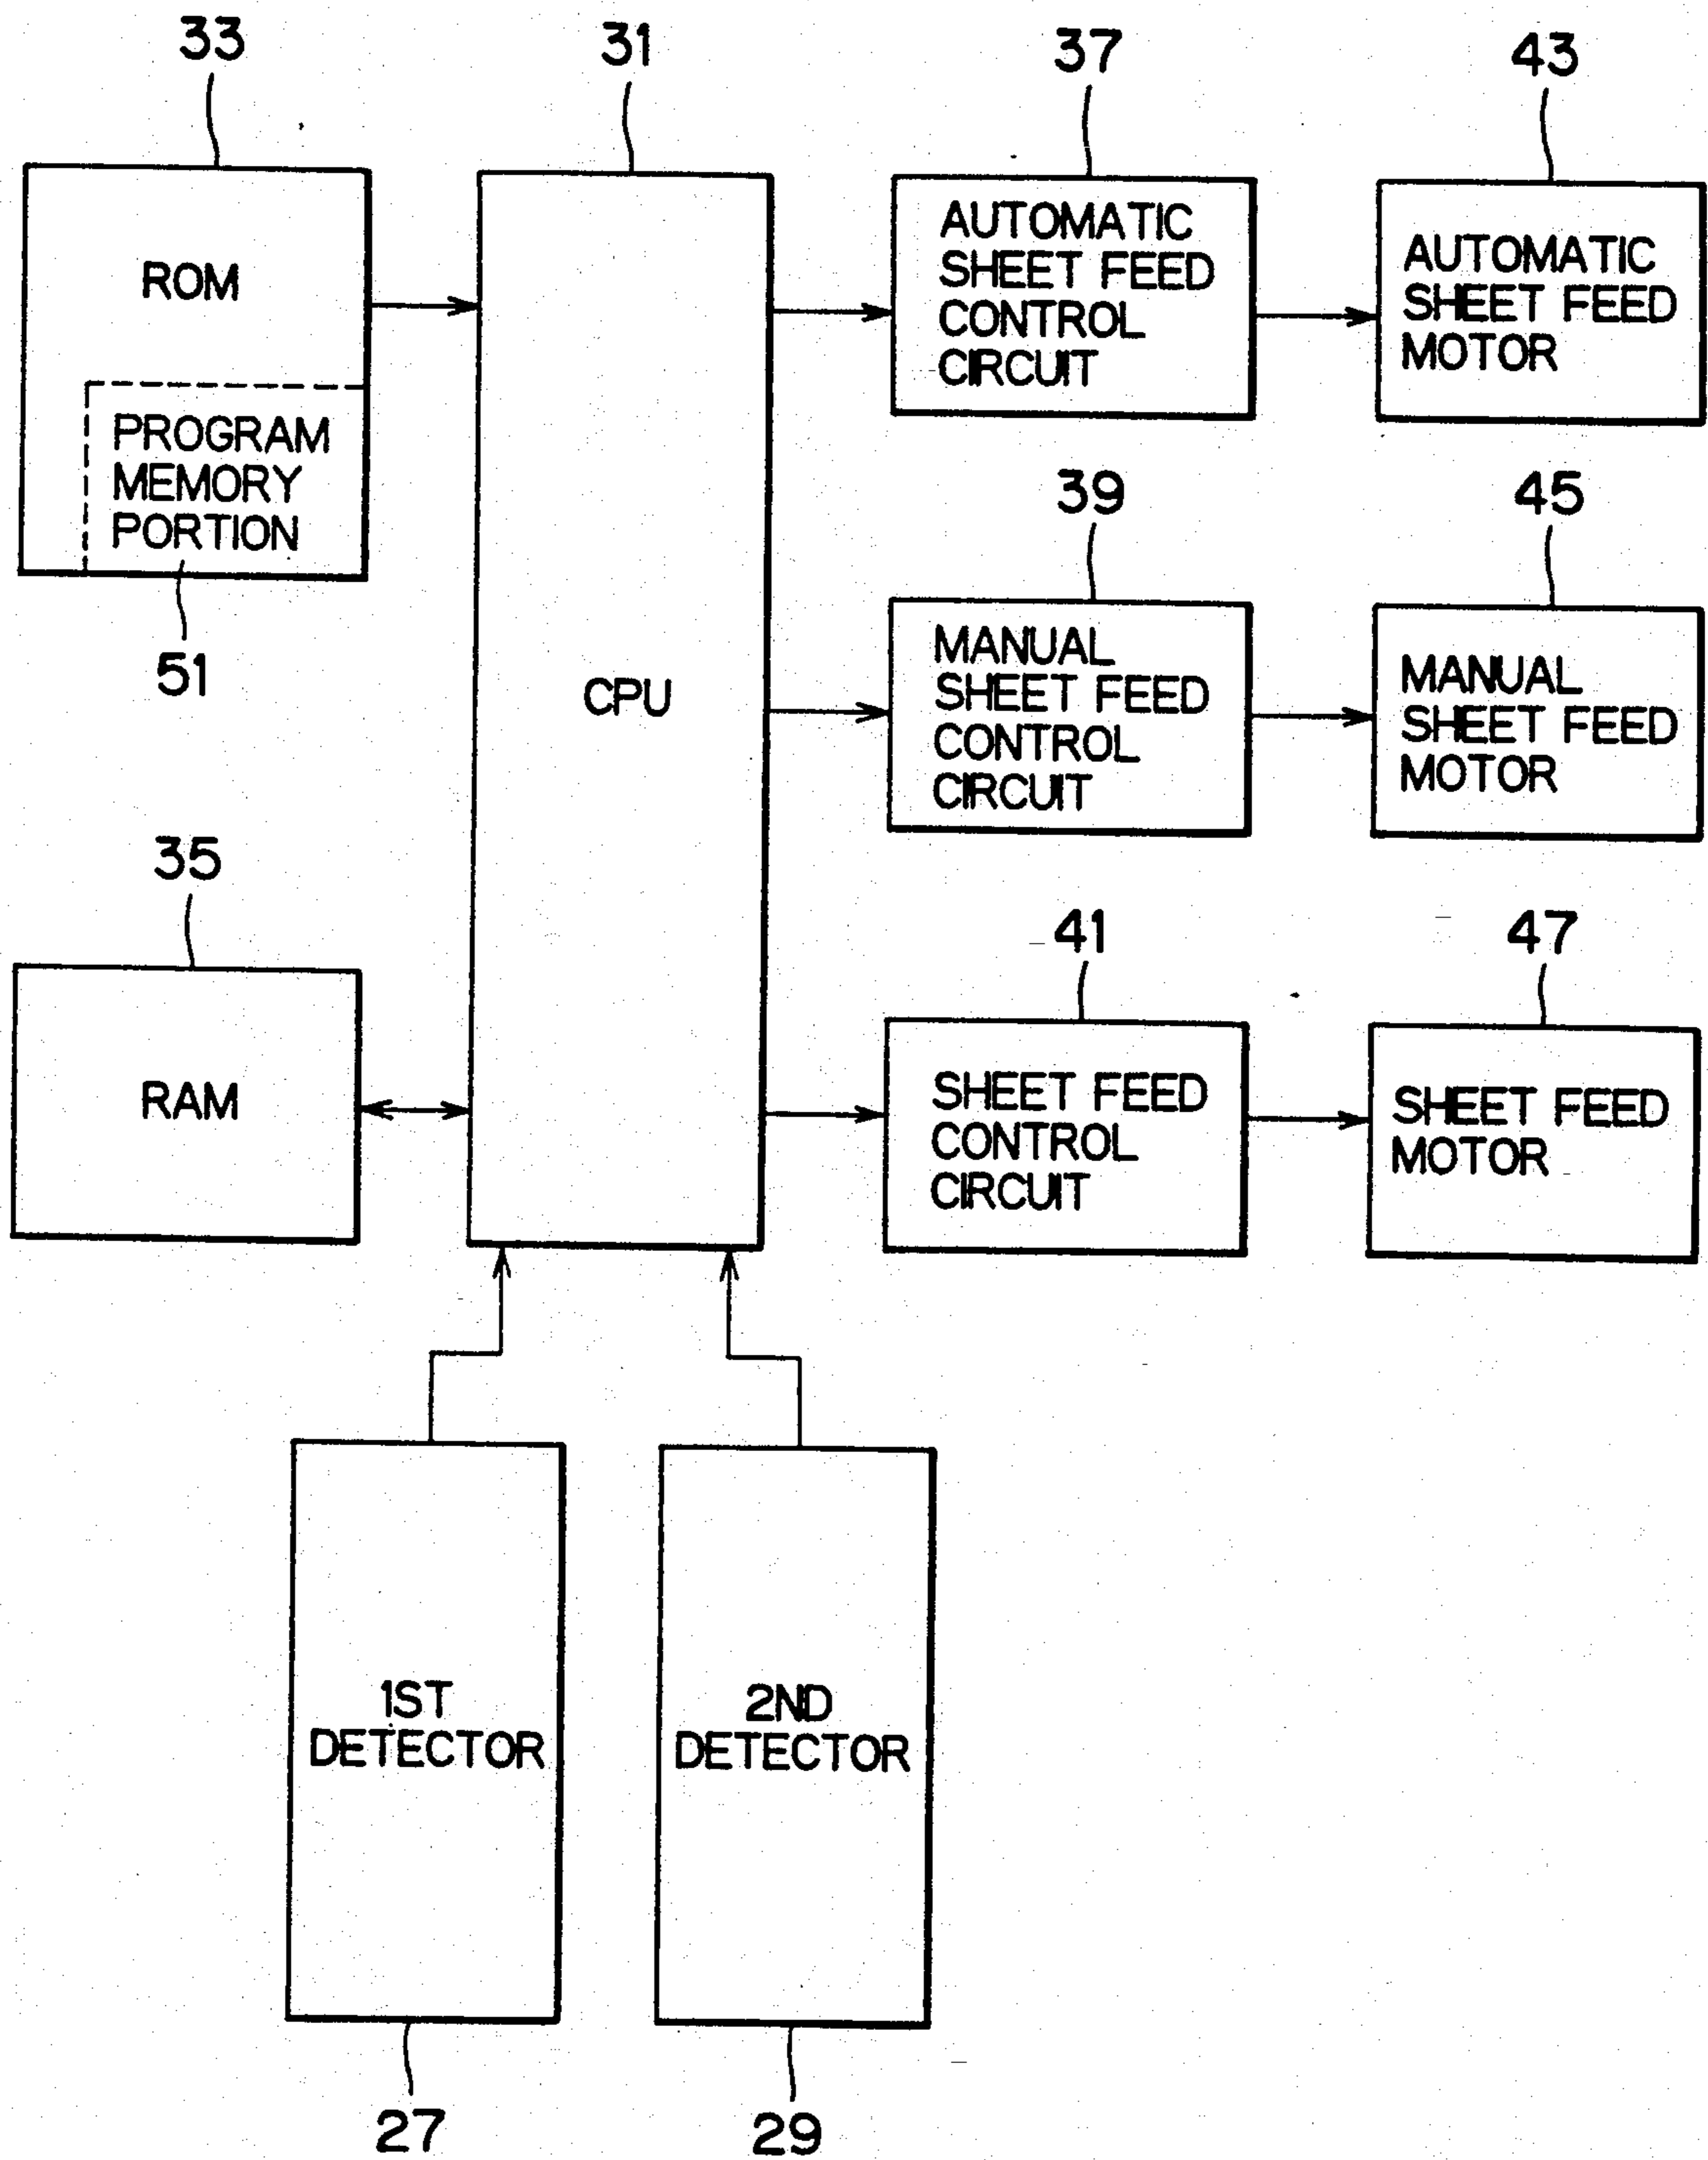 33
31
37
43
ROM
PROGRAM
MEMORY
PORTION
51
CPU
AUTOMATIC
SHEET FEED
CONTROL
CIRCUIT
AUTOMATIC
SHEET FEED
MOTOR
39
45
MANUAL
SHEET FEED
CONTROL
CIRCUIT
MANUAL
SHEET FEED
MOTOR
35
RAM
41
47
SHEET FEED
CONTROL
CIRCUIT
SHEET FEED
MOTOR
1ST
DETECTOR
2ND
DETECTOR
27
29